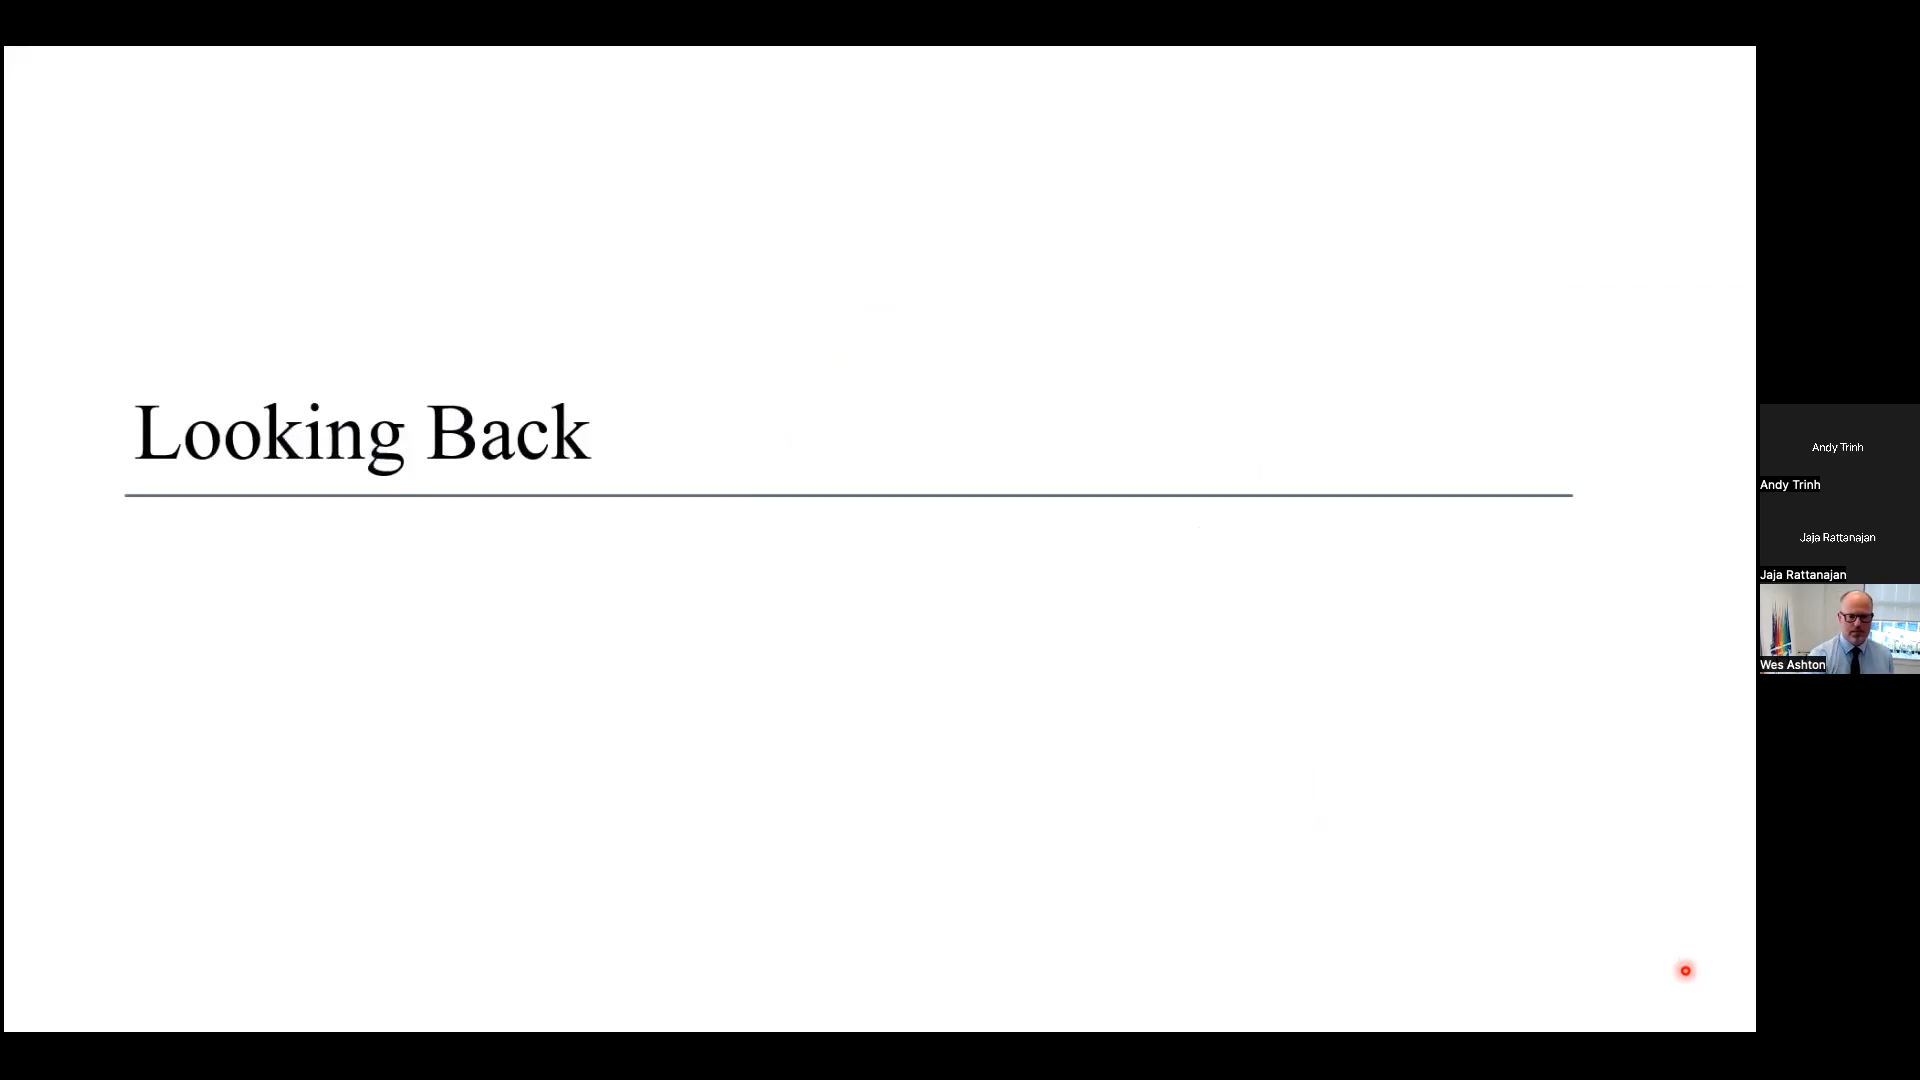 Looking Back
Andy Trinh
Andy Trinh
Jaja Rattanajan
Jaja Rattanajan
Wes Ashton